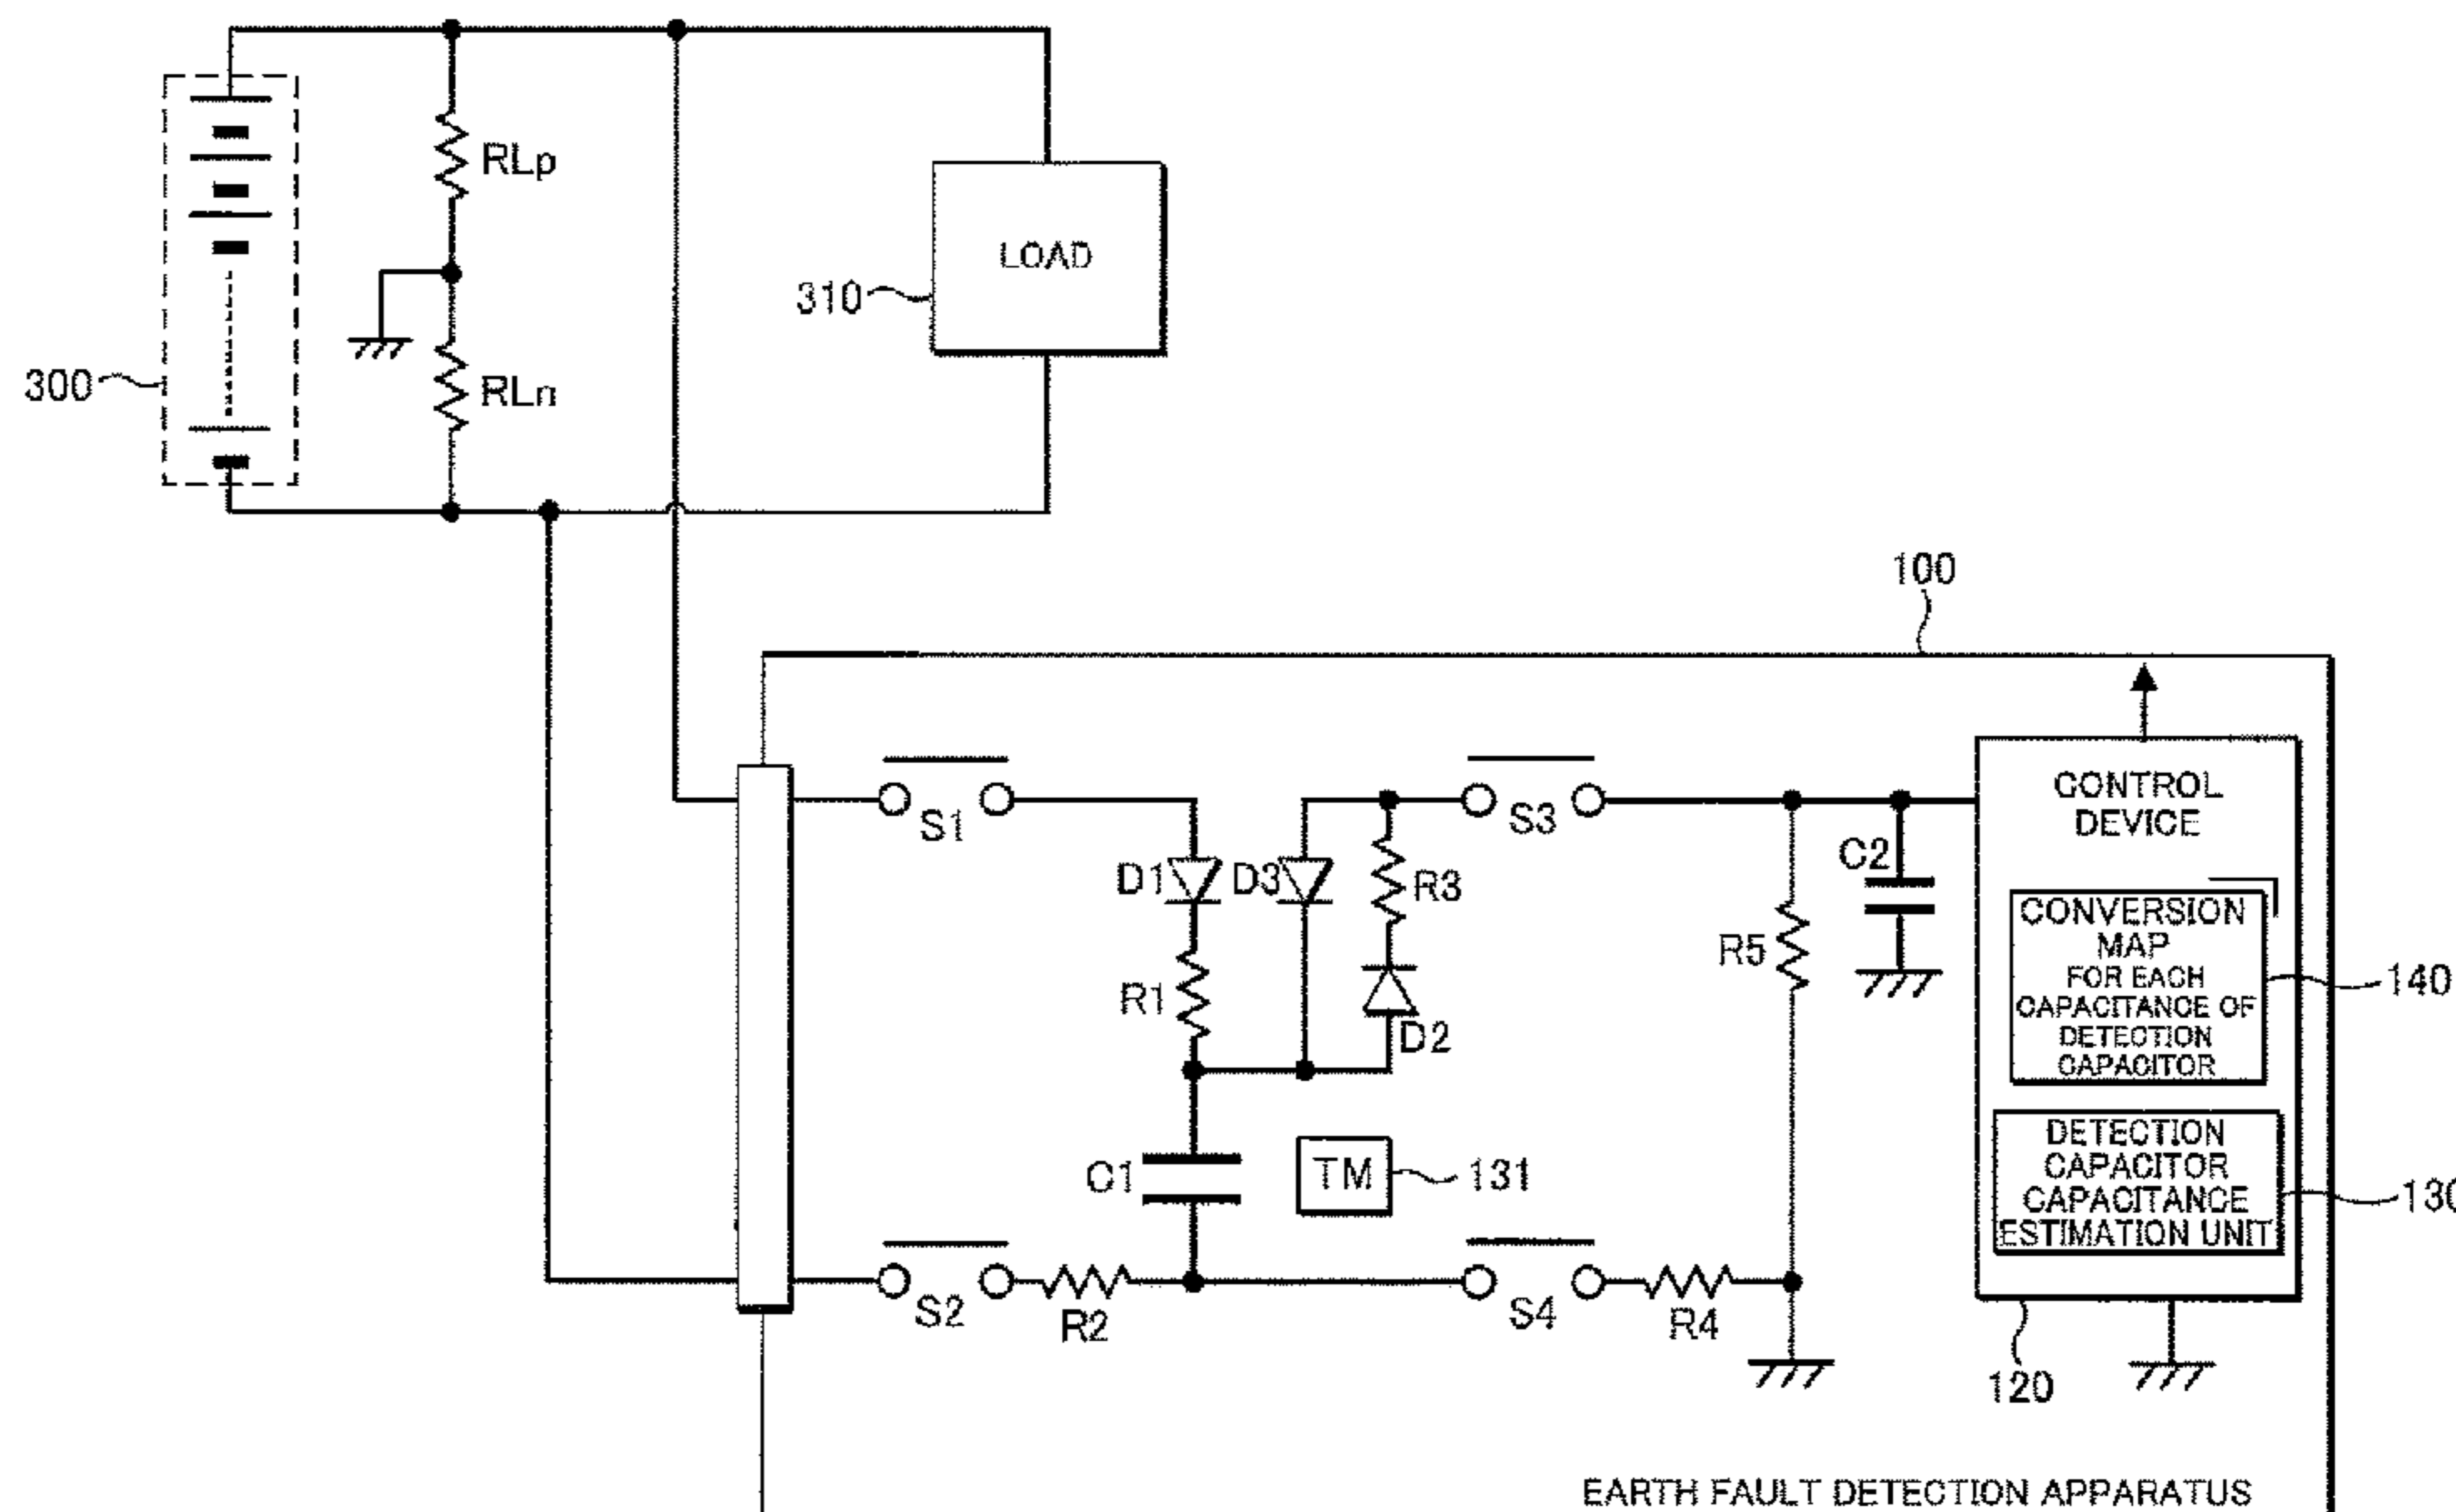 RLp
LOAD
310
300
RLn
100
S1
S3
CONTROL
DEVICE
D1
D3
R3
C2
CONVERSION
MAP
FOR EACH
CAPACITANCE OF
DETECTION
CAPACITOR
140
R5
R1
D2
C1
TM
131
DETECTION
CAPACITOR
CAPACITANCE
ESTIMATION UNIT
130
S2
R2
S4
R4
120
EARTH FAULT DETECTION APPARATUS